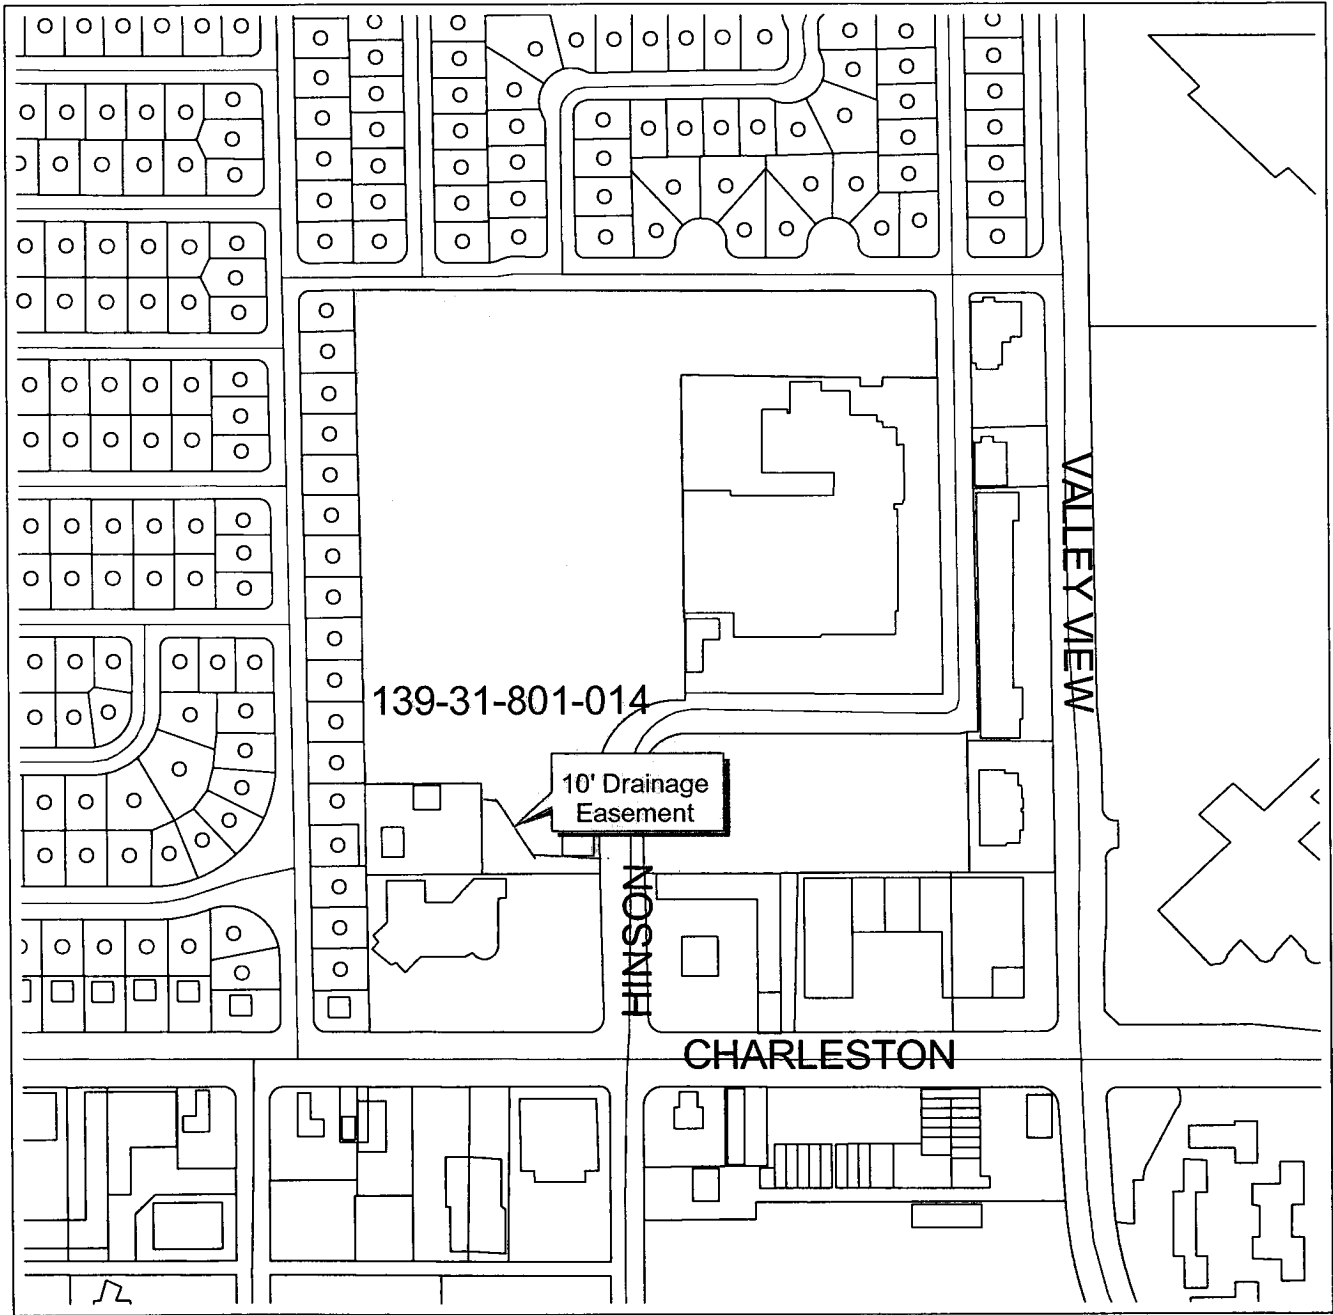 VALLEY VIEW
139-31-801-014
10' Drainage
Easement
HINSON
CHARLESTON